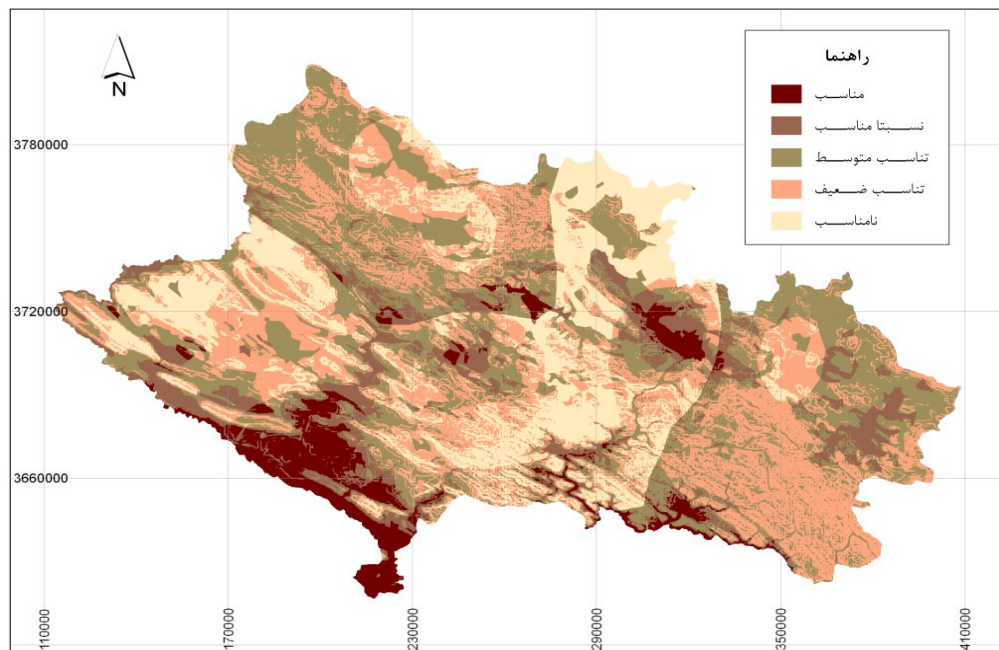 راهنما
مناسب
نسبتا مناسب
تناسب متوسط
تناسب ضعیف
نامناسب
N
3780000
3720000
3660000
110000
170000
230000
290000
350000
410000